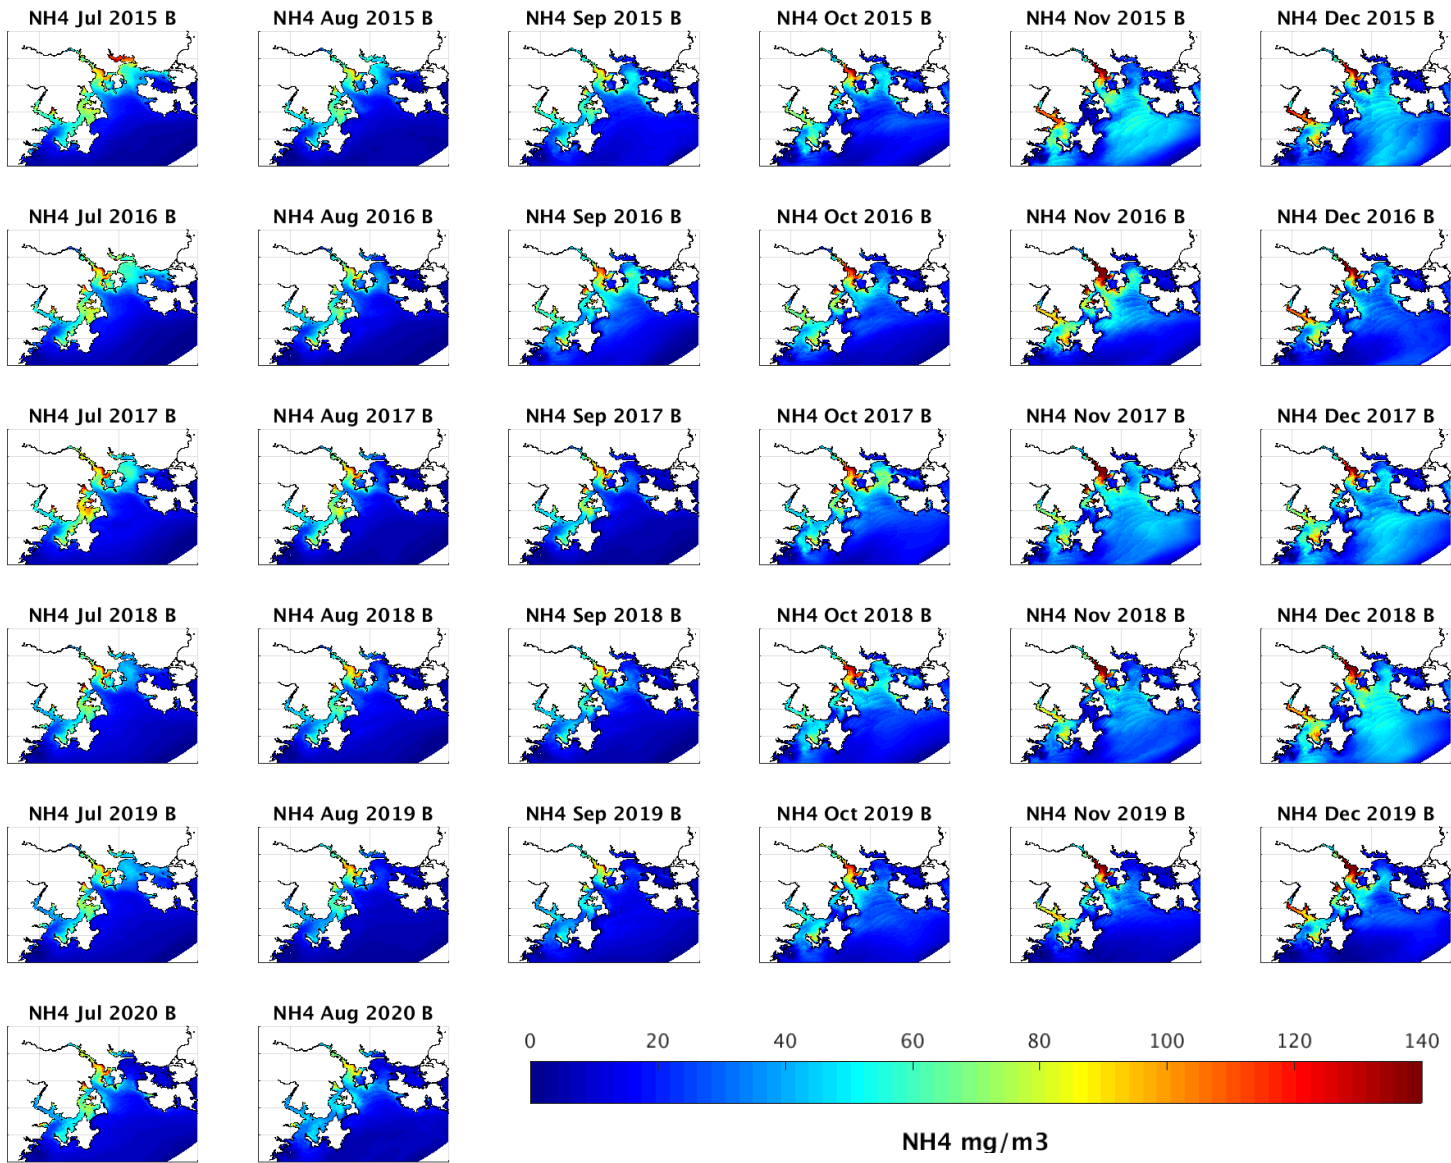 NH4 Jul 2015 B
NH4 Aug 2015 B
NH4 Sep 2015 B
NH4 Oct 2015 B
NH4 Nov 2015 B
NH4 Dec 2015 B
NH4 Jul 2016 B
NH4 Aug 2016 B
NH4 Sep 2016 B
NH4 Oct 2016 B
NH4 Nov 2016 B
NH4 Dec 2016 B
NH4 Jul 2017 B
NH4 Aug 2017 B
NH4 Sep 2017 B
NH4 Oct 2017 B
NH4 Nov 2017 B
NH4 Dec 2017 B
NH4 Jul 2018 B
NH4 Aug 2018 B
NH4 Sep 2018 B
NH4 Oct 2018 B
NH4 Nov 2018 B
NH4 Dec 2018 B
NH4 Jul 2019 B
NH4 Aug 2019 B
NH4 Sep 2019 B
NH4 Oct 2019 B
NH4 Nov 2019 B
NH4 Dec 2019 B
NH4 Jul 2020 B
NH4 Aug 2020 B
0 20 40 60 80 100 120 140
NH4 mg/m3